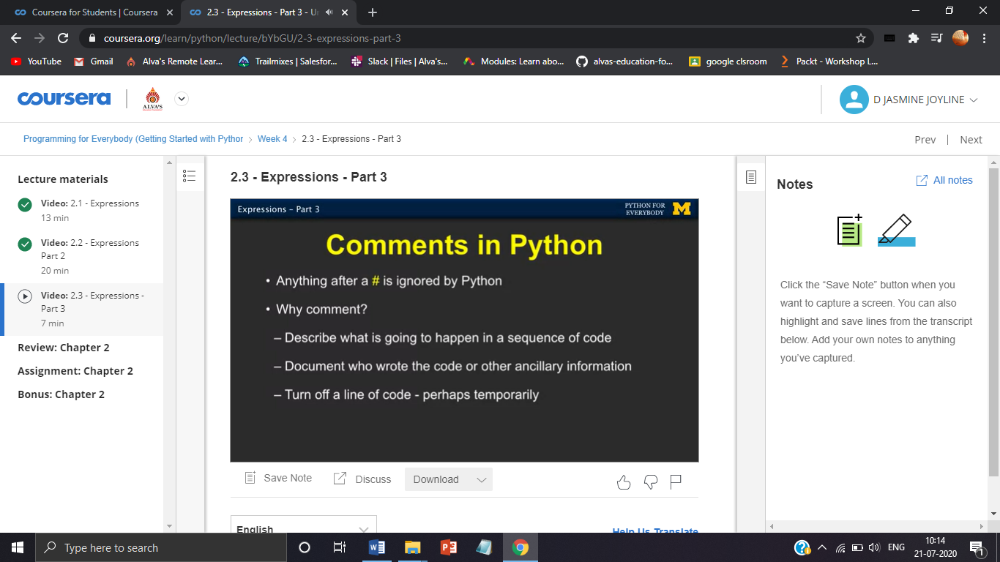 Coursera for Students | Coursera
2.3 - Expressions - Part 3 - Un
coursera.org/learn/python/lecture/bYbGU/2-3-expressions-part-3
YouTube
Gmail
Alva's Remote Lear...
Trailmixes | Salesfor...
Slack | Files | Alva's...
Modules: Learn abo...
alvas-education-fo...
google clsroom
Packt - Workshop L...
coursera
ALVA'S
D JASMINE JOYLINE
Programming for Everybody (Getting Started with Python
Week 4
2.3 - Expressions - Part 3
Prev | Next
Lecture materials
Video: 2.1 - Expressions
13 min
Video: 2.2 - Expressions
Part 2
20 min
Video: 2.3 - Expressions -
Part 3
7 min
Review: Chapter 2
Assignment: Chapter 2
Bonus: Chapter 2
2.3 - Expressions - Part 3
Expressions – Part 3
PYTHON FOR
EVERYBODY
M
Comments in Python
• Anything after a # is ignored by Python
• Why comment?
– Describe what is going to happen in a sequence of code
– Document who wrote the code or other ancillary information
– Turn off a line of code - perhaps temporarily
Save Note
Discuss
Download
English
Help Us Translate
Notes
All notes
Click the “Save Note” button when you
want to capture a screen. You can also
highlight and save lines from the transcript
below. Add your own notes to anything
you’ve captured.
Type here to search
ENG
10:14
21-07-2020
1